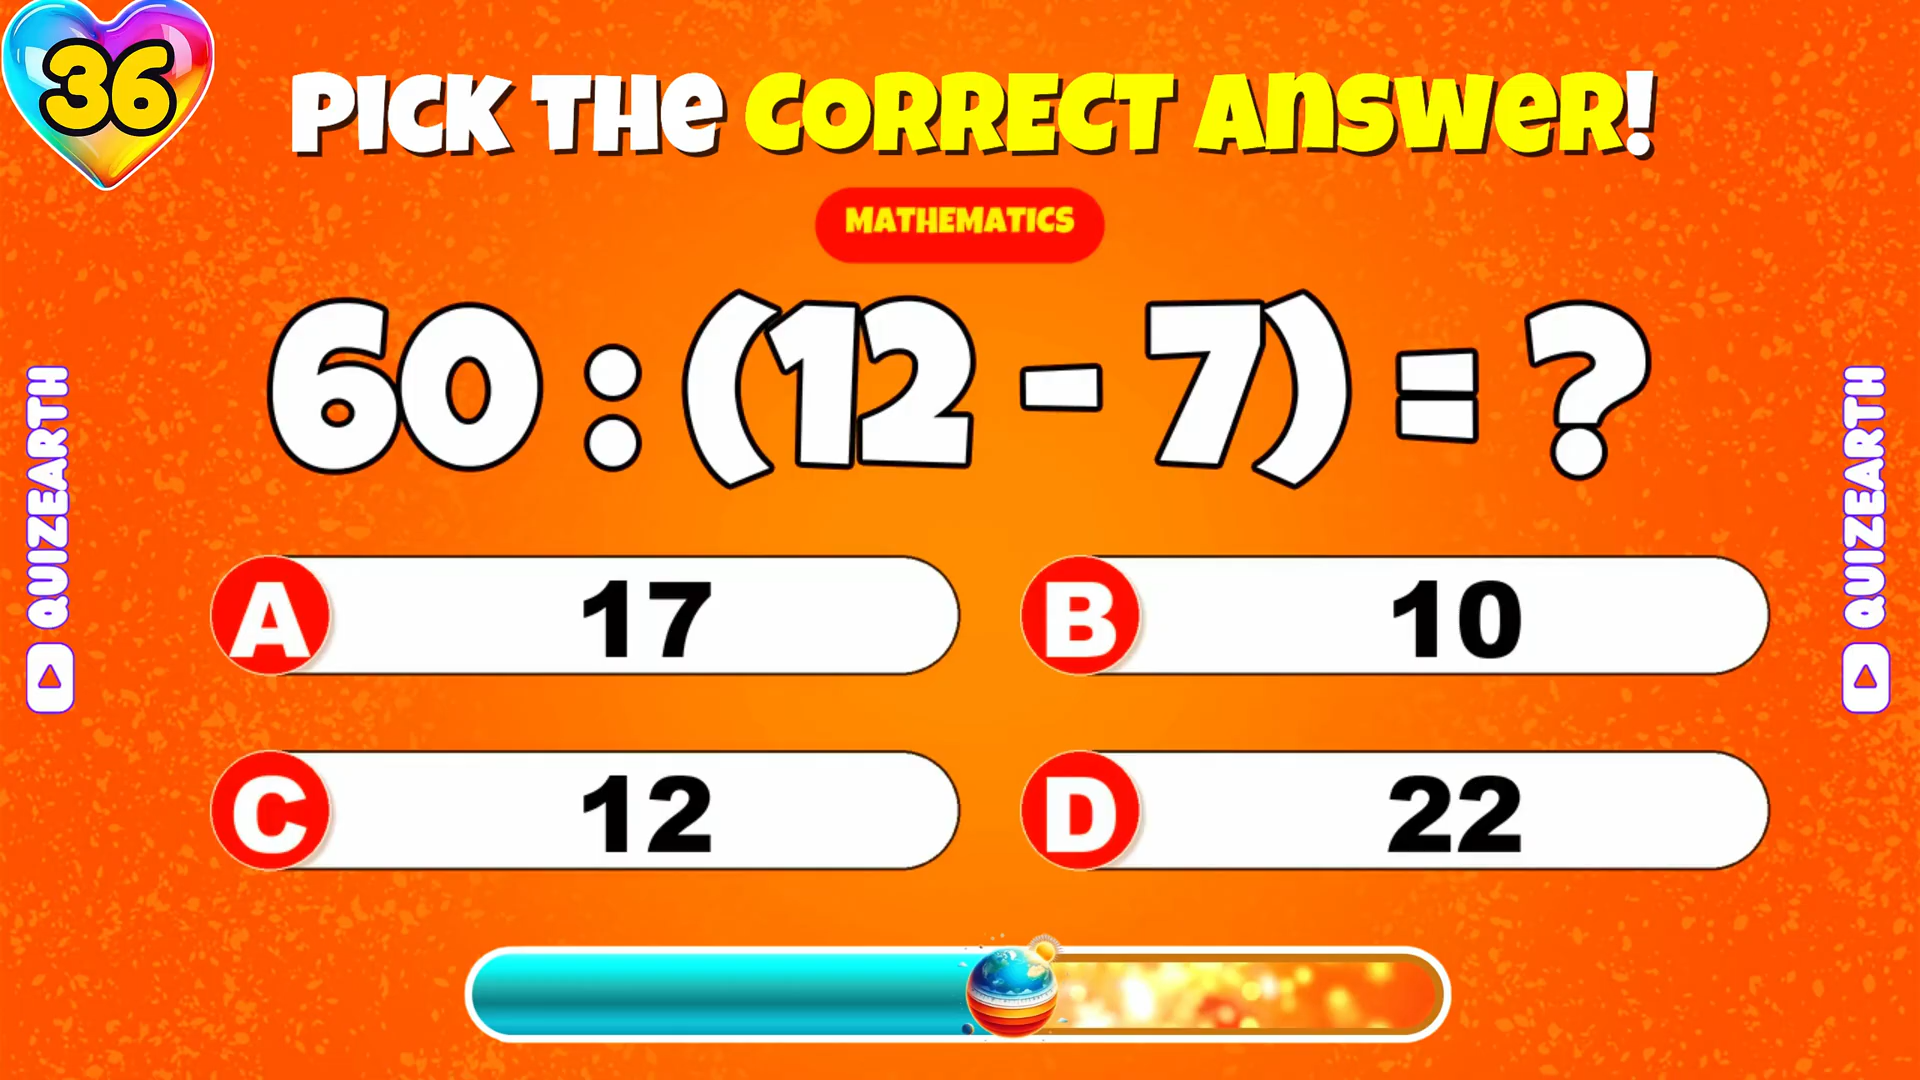 36
PICK THE CORRECT ANSWER!
MATHEMATICS
60 : (12 - 7) = ?
A 17
B 10
C 12
D 22
QUIZEARTH
QUIZEARTH